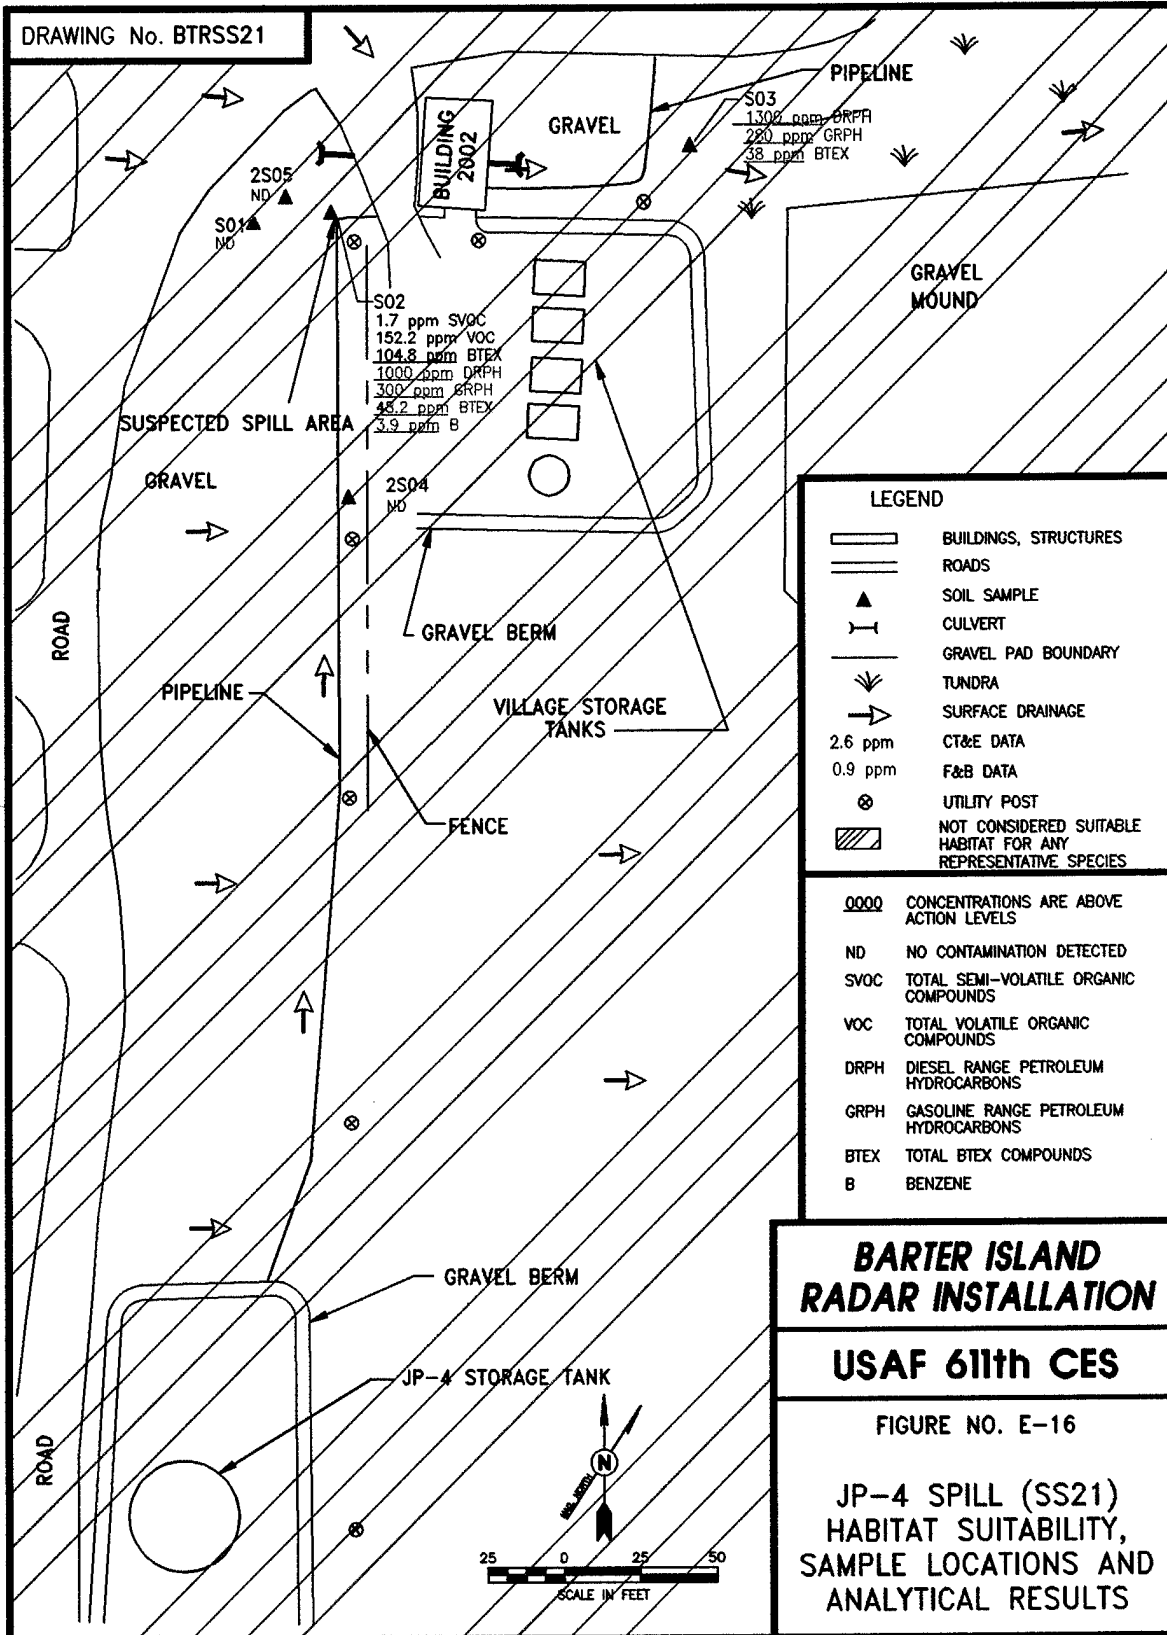 DRAWING No. BTRSS21
PIPELINE
S03
1300 ppm DRPH
280 ppm GRPH
38 ppm BTEX
GRAVEL
BUILDING
2002
2S05
ND
S01
ND
GRAVEL
MOUND
S02
1.7 ppm SVOC
152.2 ppm VOC
104.8 ppm BTEX
1000 ppm DRPH
300 ppm GRPH
48.2 ppm BTEX
3.9 ppm B
SUSPECTED SPILL AREA
GRAVEL
2S04
ND
ROAD
GRAVEL BERM
PIPELINE
VILLAGE STORAGE
TANKS
FENCE
LEGEND
BUILDINGS, STRUCTURES
ROADS
SOIL SAMPLE
CULVERT
GRAVEL PAD BOUNDARY
TUNDRA
SURFACE DRAINAGE
2.6 ppm CT&E DATA
0.9 ppm F&B DATA
UTILITY POST
NOT CONSIDERED SUITABLE
HABITAT FOR ANY
REPRESENTATIVE SPECIES
0000 CONCENTRATIONS ARE ABOVE
ACTION LEVELS
ND NO CONTAMINATION DETECTED
SVOC TOTAL SEMI-VOLATILE ORGANIC
COMPOUNDS
VOC TOTAL VOLATILE ORGANIC
COMPOUNDS
DRPH DIESEL RANGE PETROLEUM
HYDROCARBONS
GRPH GASOLINE RANGE PETROLEUM
HYDROCARBONS
BTEX TOTAL BTEX COMPOUNDS
B BENZENE
GRAVEL BERM
JP-4 STORAGE TANK
ROAD
N
MAG. NORTH
25 0 25 50
SCALE IN FEET
BARTER ISLAND
RADAR INSTALLATION
USAF 611th CES
FIGURE NO. E-16
JP-4 SPILL (SS21)
HABITAT SUITABILITY,
SAMPLE LOCATIONS AND
ANALYTICAL RESULTS